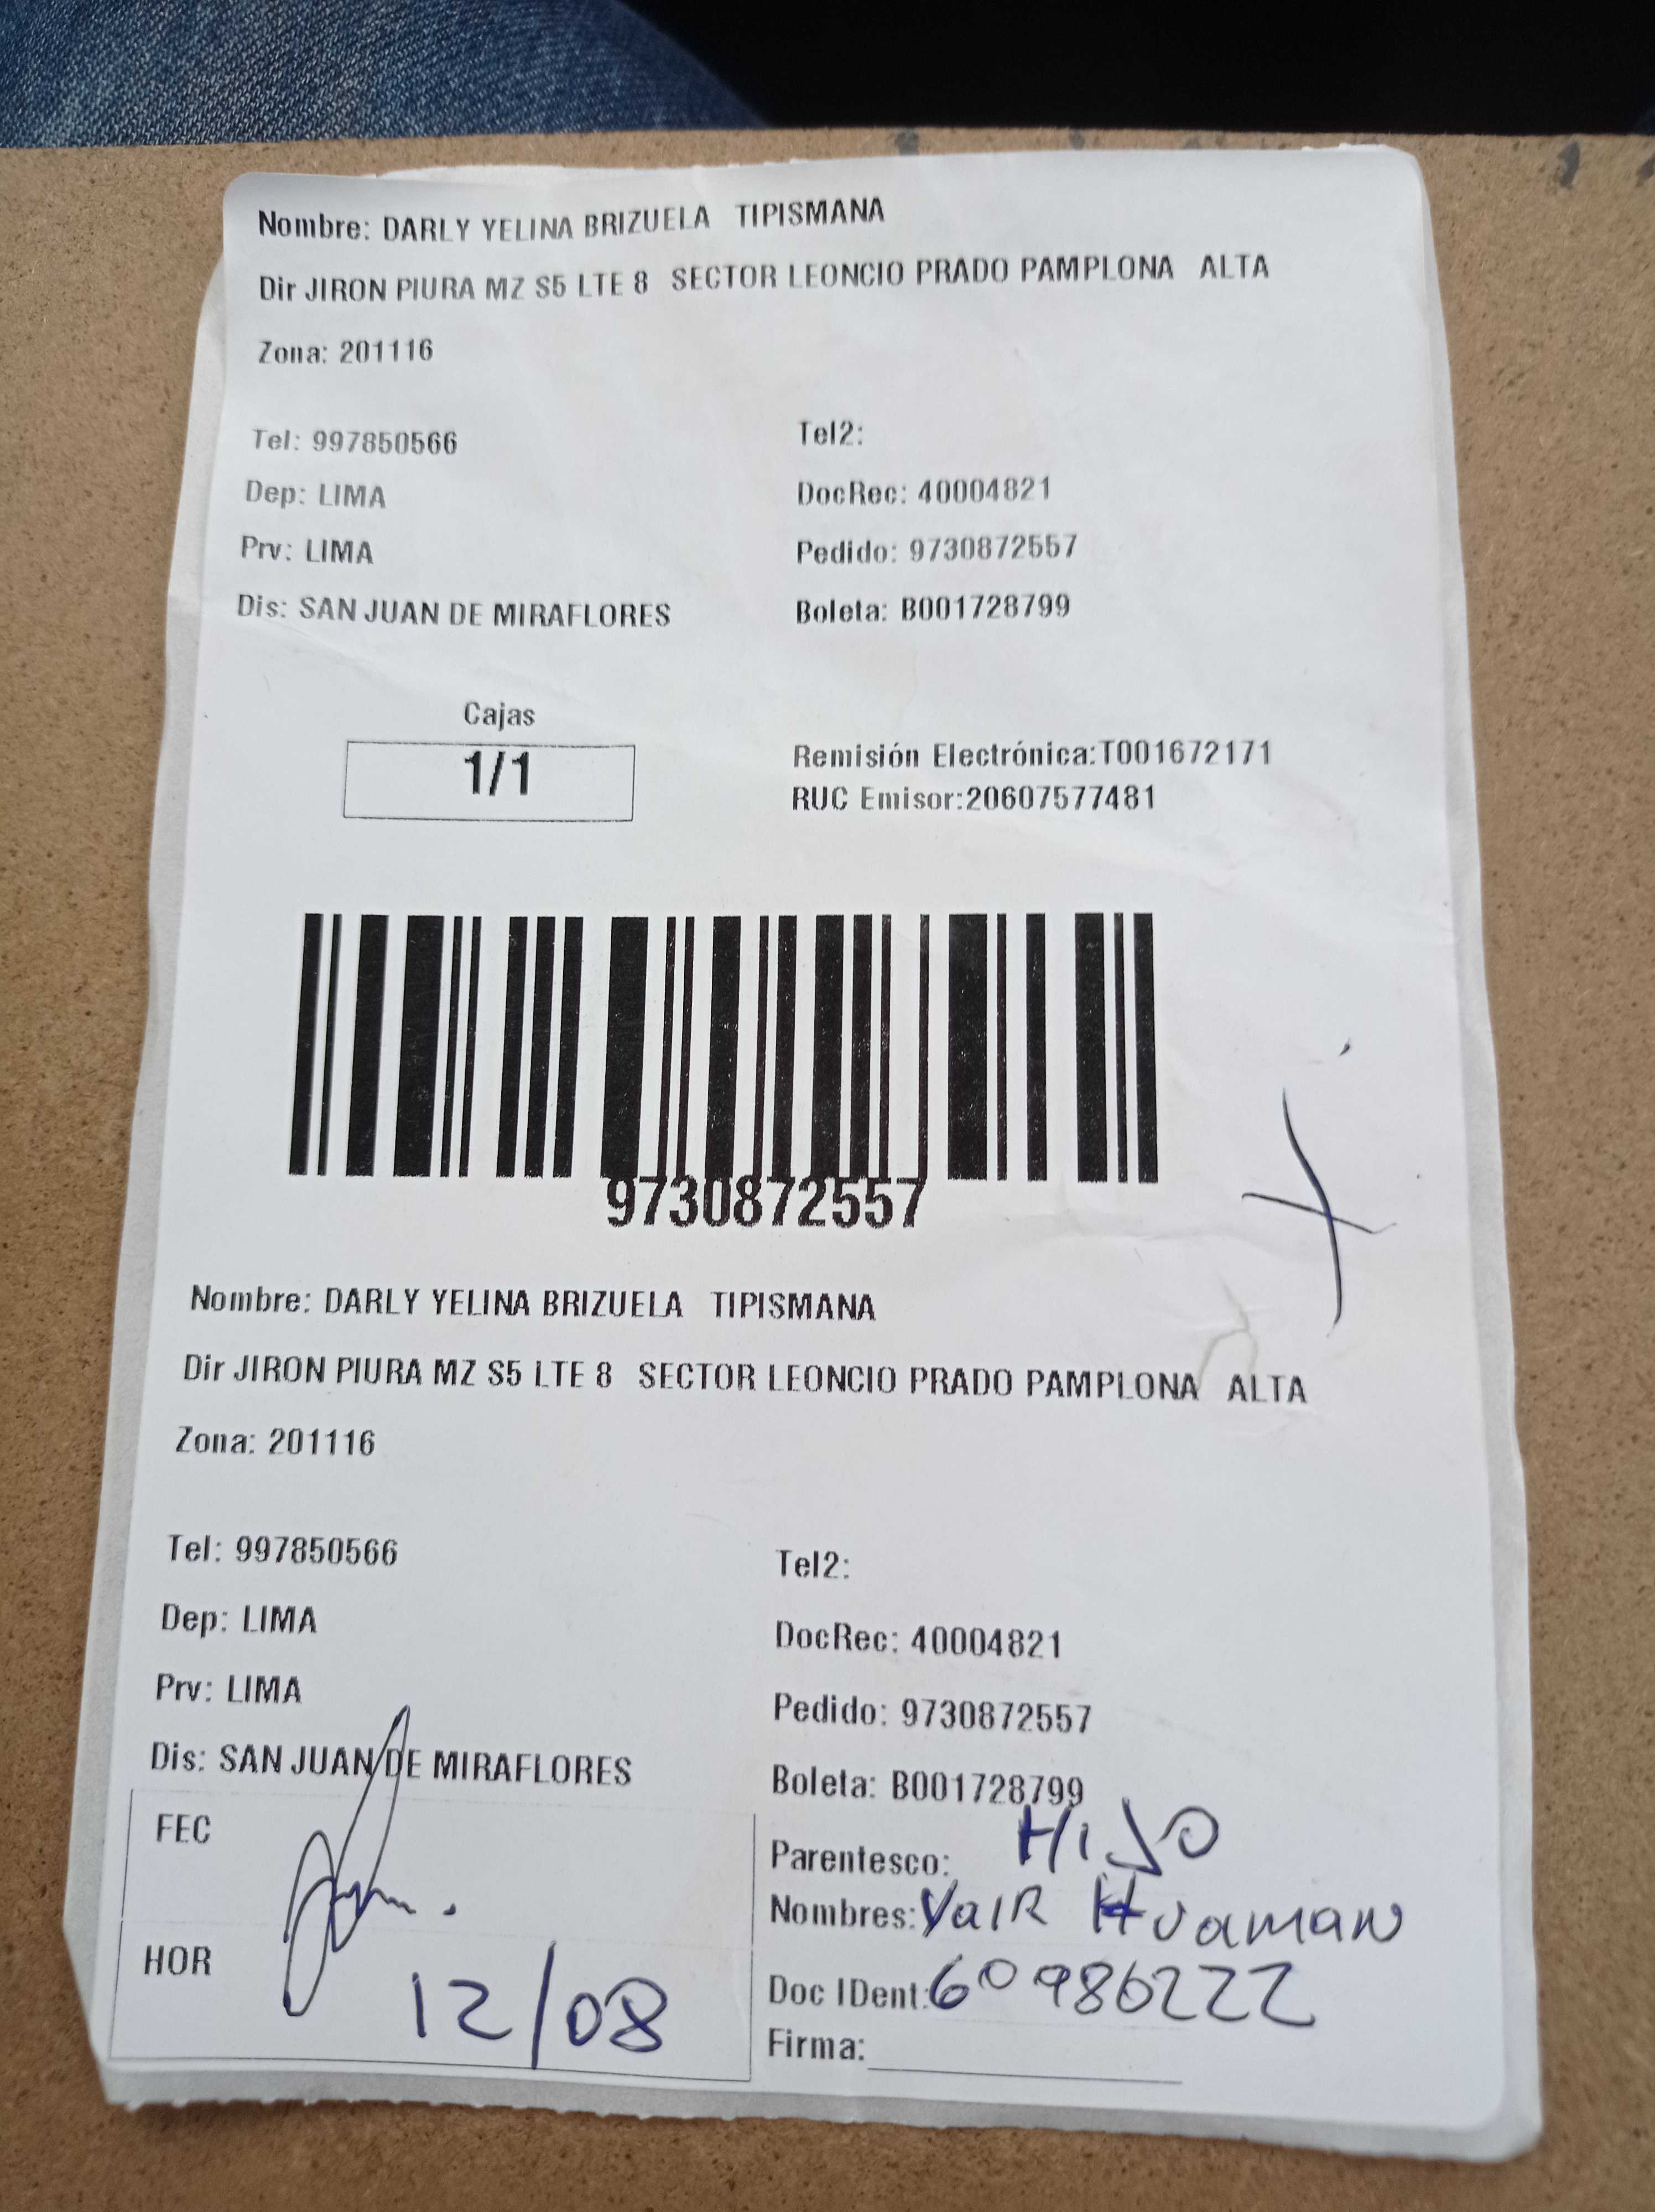 Nombre: DARLY YELINA BRIZUELA TIPISMANA
Dir JIRON PIURA MZ S5 LTE 8 SECTOR LEONCIO PRADO PAMPLONA ALTA
Zona: 201116
Tel: 997850566
Tel2:
Dep: LIMA
DocRec: 40004821
Prv: LIMA
Pedido: 9730872557
Dis: SAN JUAN DE MIRAFLORES
Boleta: B001728799
Cajas
1/1
Remisión Electrónica:T001672171
RUC Emisor:20607577481
9730872557
Nombre: DARLY YELINA BRIZUELA TIPISMANA
Dir JIRON PIURA MZ S5 LTE 8 SECTOR LEONCIO PRADO PAMPLONA ALTA
Zona: 201116
Tel: 997850566
Tel2:
Dep: LIMA
DocRec: 40004821
Prv: LIMA
Pedido: 9730872557
Dis: SAN JUAN DE MIRAFLORES
Boleta: B001728799
FEC
Parentesco: HIJO
Nombres: YaIR Huaman
HOR
12/08
Doc IDent: 60986222
Firma: